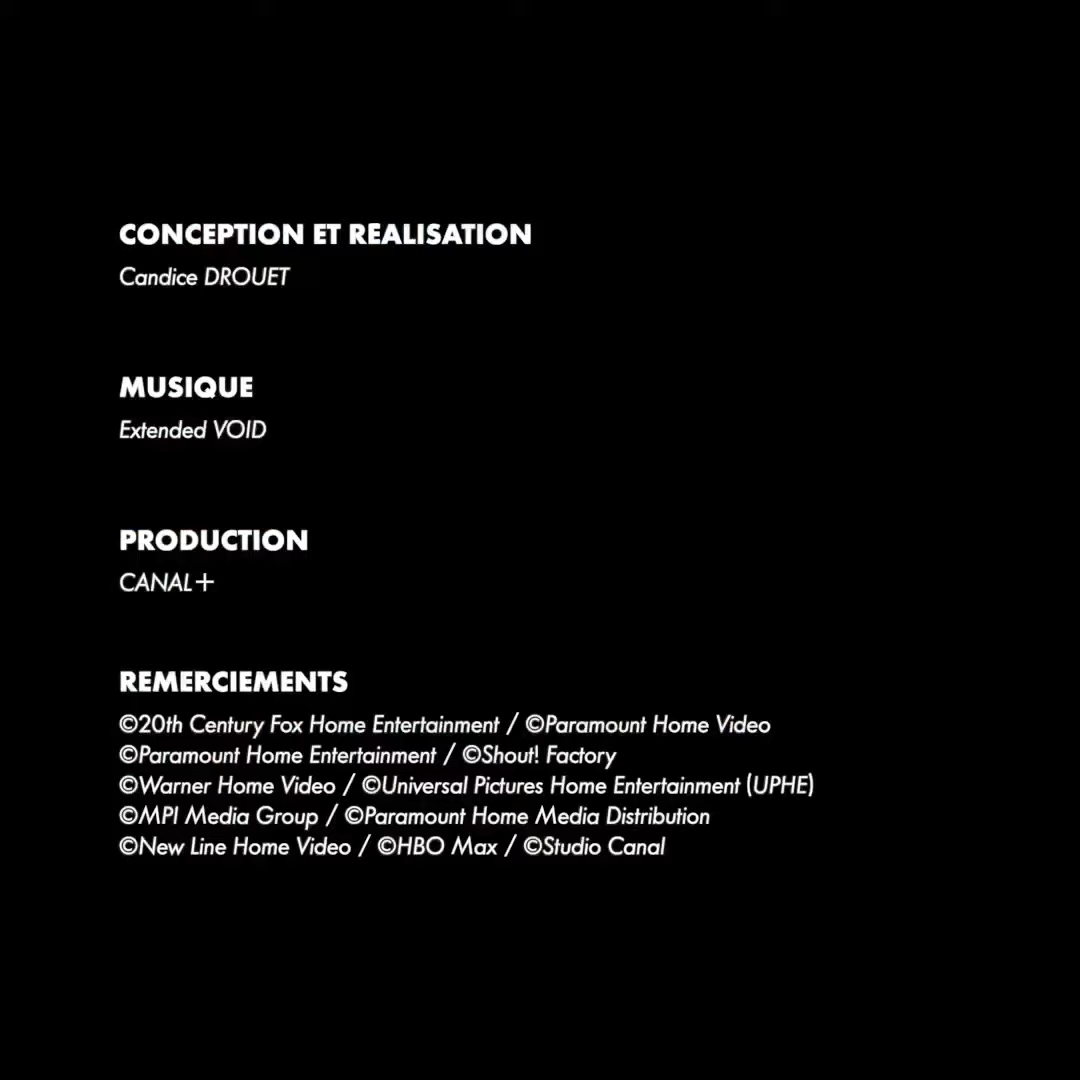 CONCEPTION ET REALISATION
Candice DROUET
MUSIQUE
Extended VOID
PRODUCTION
CANAL+
REMERCIEMENTS
©20th Century Fox Home Entertainment / ©Paramount Home Video
©Paramount Home Entertainment / ©Shout! Factory
©Warner Home Video / ©Universal Pictures Home Entertainment (UPHE)
©MPI Media Group / ©Paramount Home Media Distribution
©New Line Home Video / ©HBO Max / ©Studio Canal